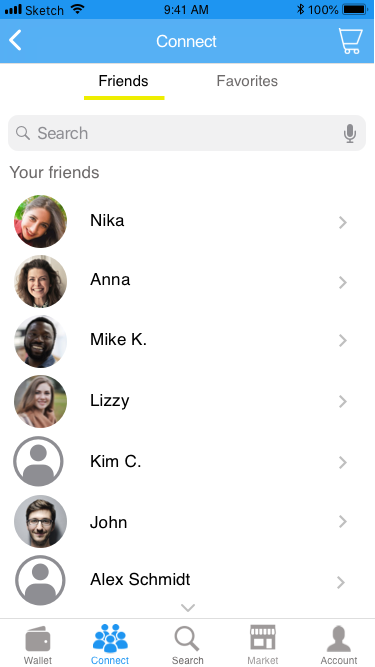 Sketch 9:41 AM 100%
Connect
Friends Favorites
Search
Your friends
Nika
Anna
Mike K.
Lizzy
Kim C.
John
Alex Schmidt
Wallet Connect Search Market Account